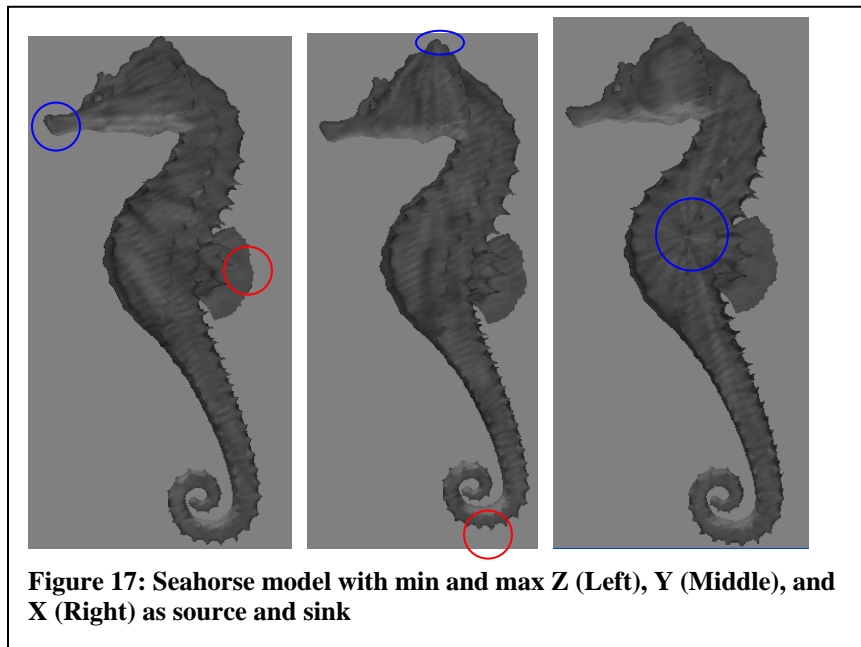 Figure 17: Seahorse model with min and max Z (Left), Y (Middle), and
X (Right) as source and sink